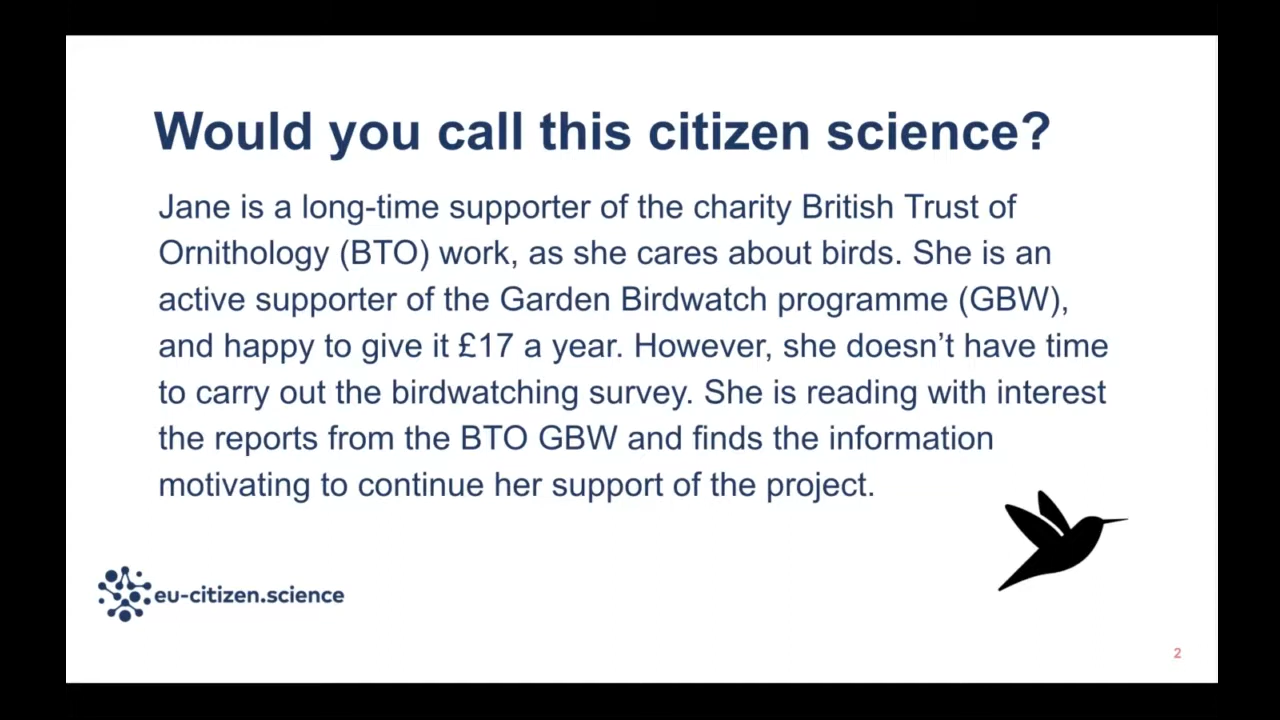 Would you call this citizen science?
Jane is a long-time supporter of the charity British Trust of
Ornithology (BTO) work, as she cares about birds. She is an
active supporter of the Garden Birdwatch programme (GBW),
and happy to give it £17 a year. However, she doesn’t have time
to carry out the birdwatching survey. She is reading with interest
the reports from the BTO GBW and finds the information
motivating to continue her support of the project.
eu-citizen.science
2